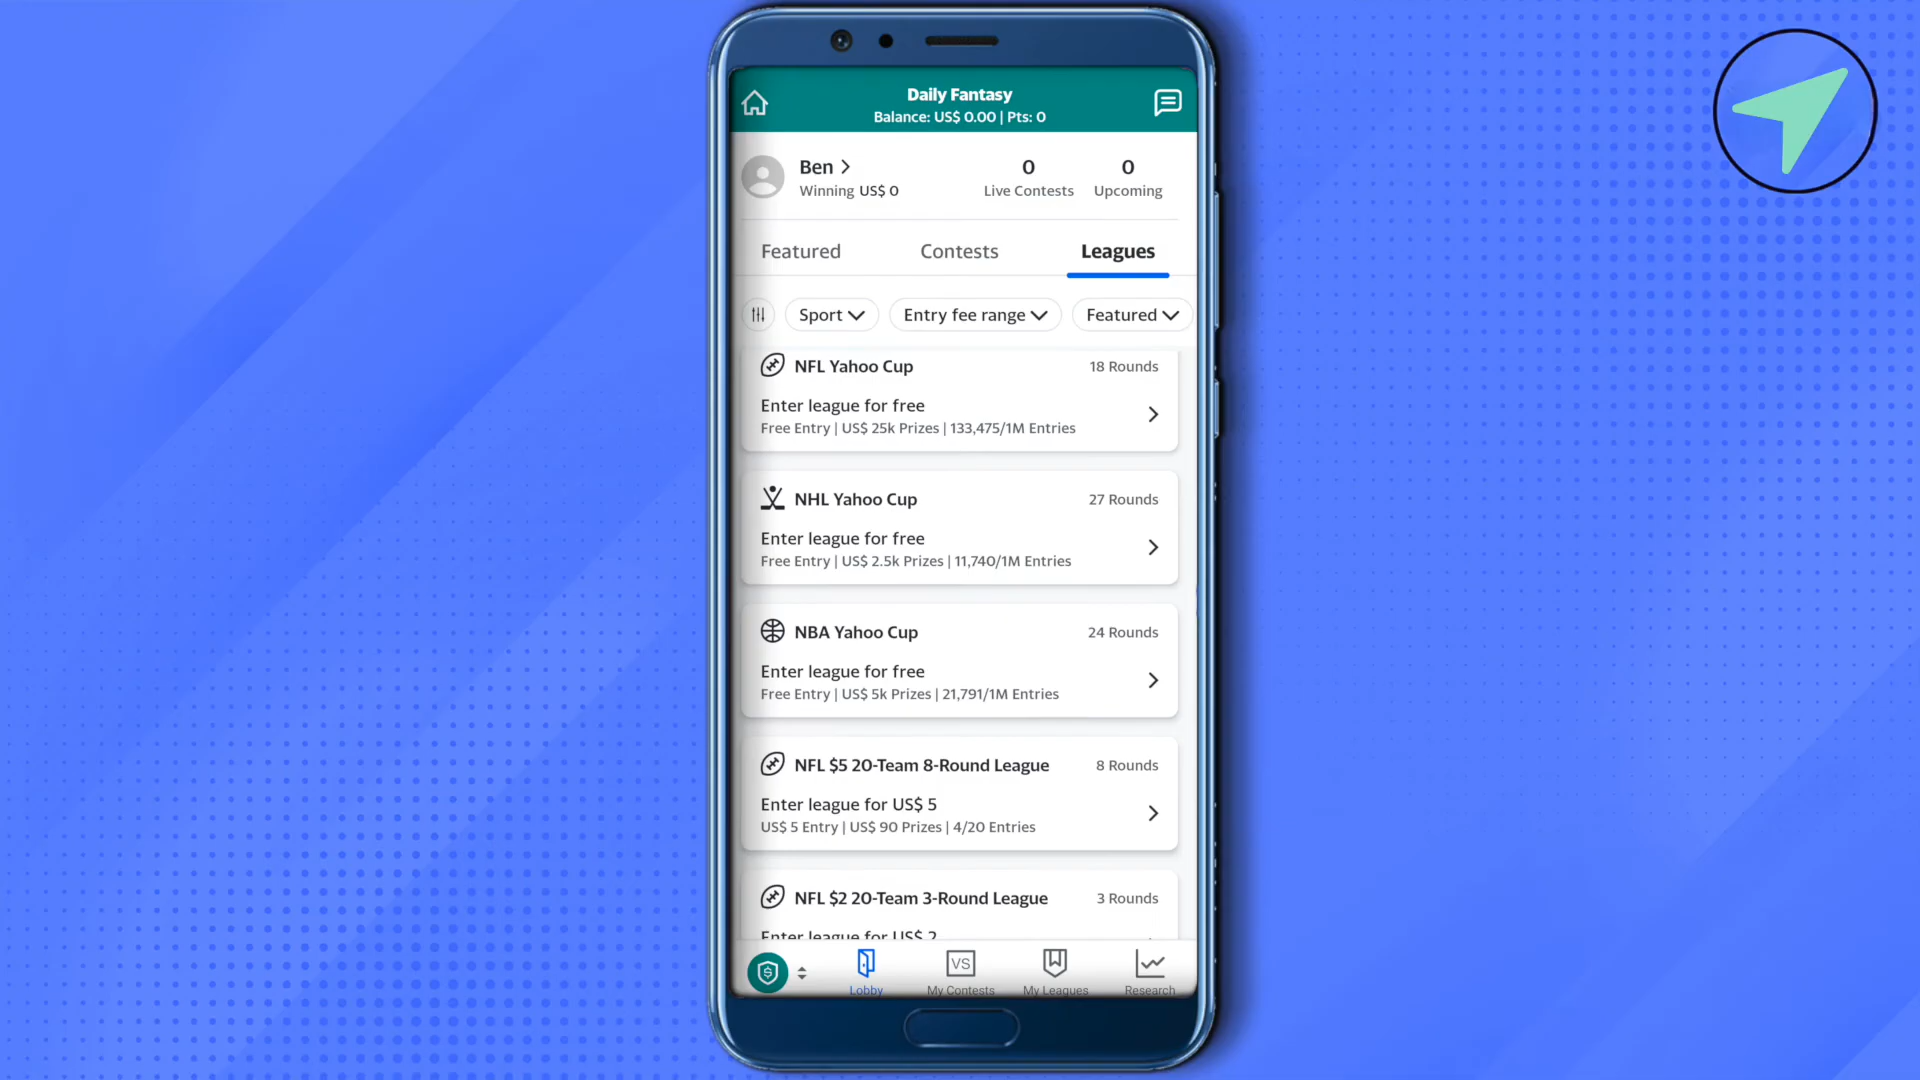 Daily Fantasy
Balance: US$ 0.00 | Pts: 0
Ben
Winning US$ 0
0
Live Contests
0
Upcoming
Featured
Contests
Leagues
Sport
Entry fee range
Featured
NFL Yahoo Cup
18 Rounds
Enter league for free
Free Entry | US$ 25k Prizes | 133,475/1M Entries
NHL Yahoo Cup
27 Rounds
Enter league for free
Free Entry | US$ 2.5k Prizes | 11,740/1M Entries
NBA Yahoo Cup
24 Rounds
Enter league for free
Free Entry | US$ 5k Prizes | 21,791/1M Entries
NFL $5 20-Team 8-Round League
8 Rounds
Enter league for US$ 5
US$ 5 Entry | US$ 90 Prizes | 4/20 Entries
NFL $2 20-Team 3-Round League
3 Rounds
Enter league for US$ 2
Lobby
VS
My Contests
My Leagues
Research